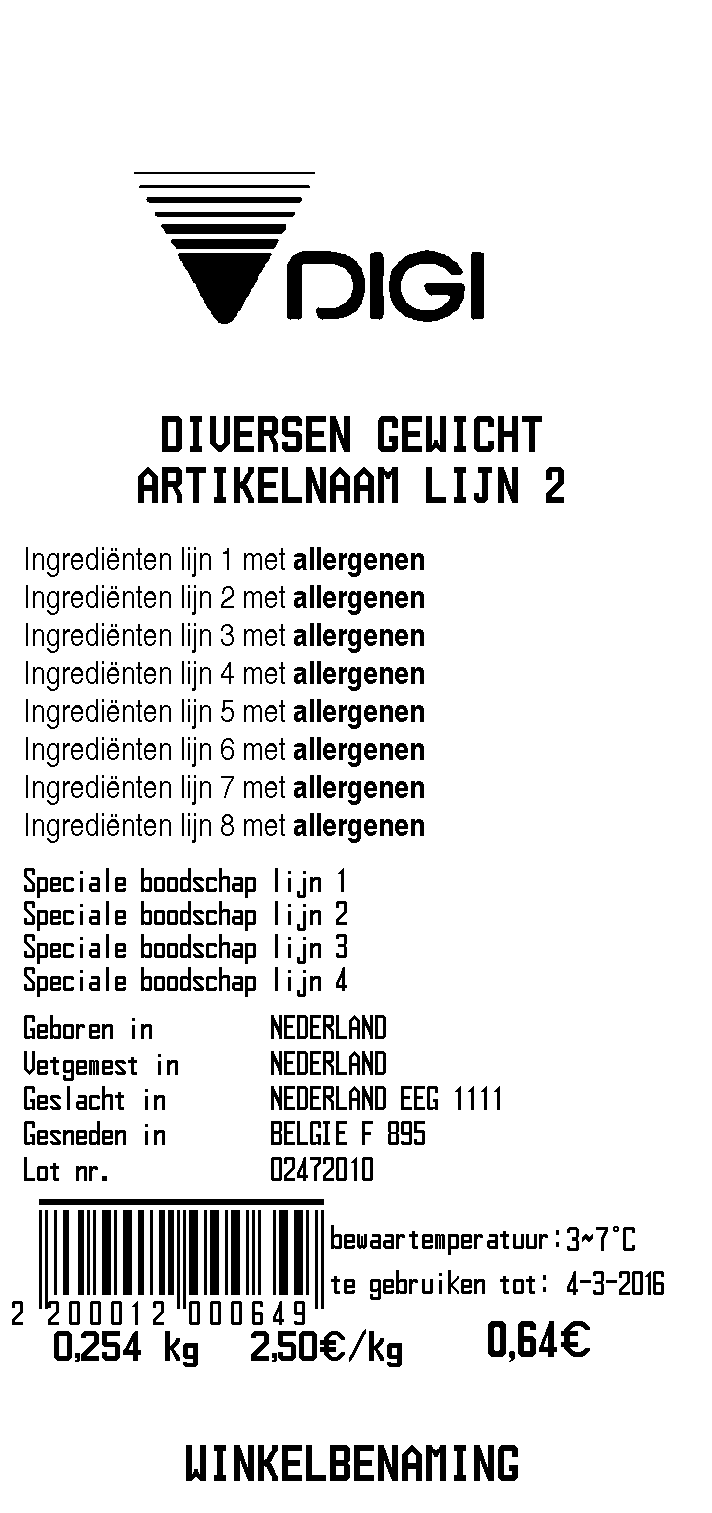 DIGI
DIVERSEN GEWICHT
ARTIKELNAAM LIJN 2
Ingrediënten lijn 1 met allergenen
Ingrediënten lijn 2 met allergenen
Ingrediënten lijn 3 met allergenen
Ingrediënten lijn 4 met allergenen
Ingrediënten lijn 5 met allergenen
Ingrediënten lijn 6 met allergenen
Ingrediënten lijn 7 met allergenen
Ingrediënten lijn 8 met allergenen
Speciale boodschap lijn 1
Speciale boodschap lijn 2
Speciale boodschap lijn 3
Speciale boodschap lijn 4
Geboren in NEDERLAND
Vetgemest in NEDERLAND
Geslacht in NEDERLAND EEG 1111
Gesneden in BELGIE F 895
Lot nr. 02472010
bewaartemperatuur:3~7°C
te gebruiken tot: 4-3-2016
2 200012 000649
0,254 kg 2,50€/kg 0,64€
WINKELBENAMING